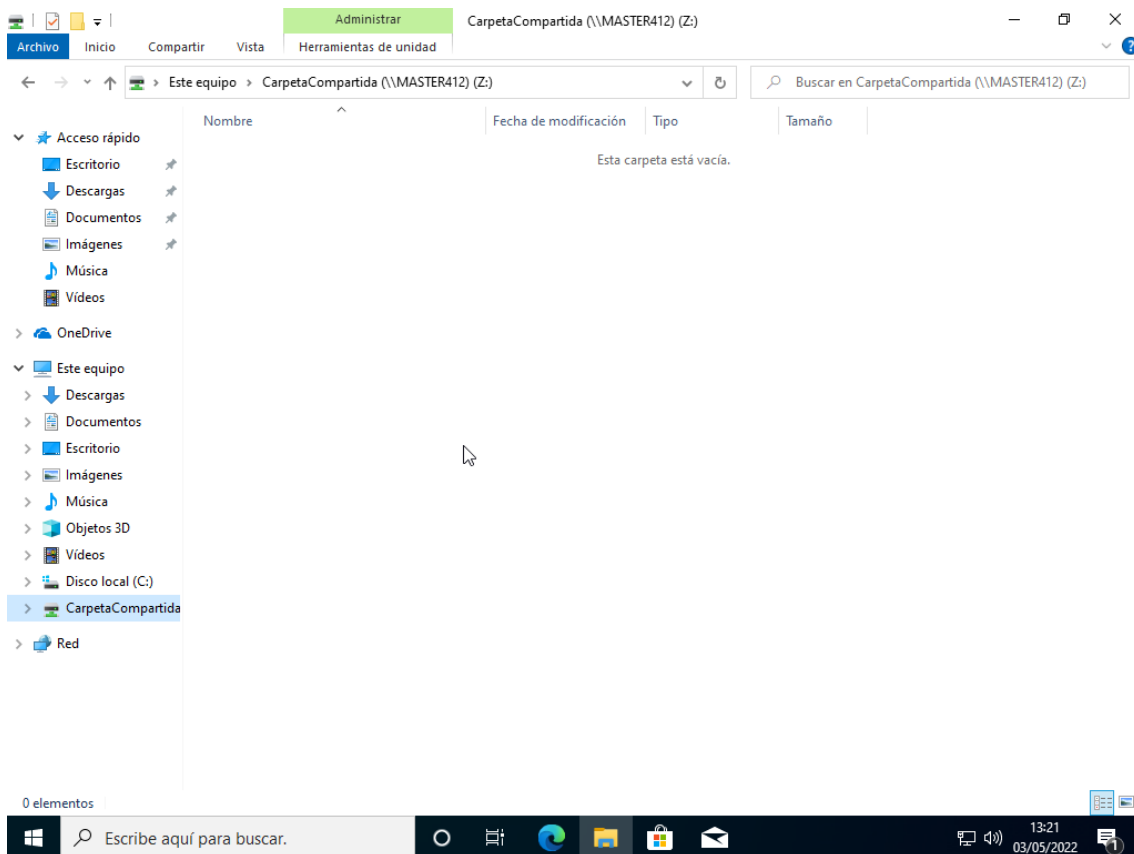 Administrar
CarpetaCompartida (\\MASTER412) (Z:)
Archivo Inicio Compartir Vista Herramientas de unidad
Este equipo CarpetaCompartida (\\MASTER412) (Z:)
Buscar en CarpetaCompartida (\\MASTER412) (Z:)
Nombre Fecha de modificación Tipo Tamaño
Esta carpeta está vacía.
Acceso rápido
Escritorio
Descargas
Documentos
Imágenes
Música
Vídeos
OneDrive
Este equipo
Descargas
Documentos
Escritorio
Imágenes
Música
Objetos 3D
Vídeos
Disco local (C:)
CarpetaCompartida
Red
0 elementos
Escribe aquí para buscar.
13:21
03/05/2022
1